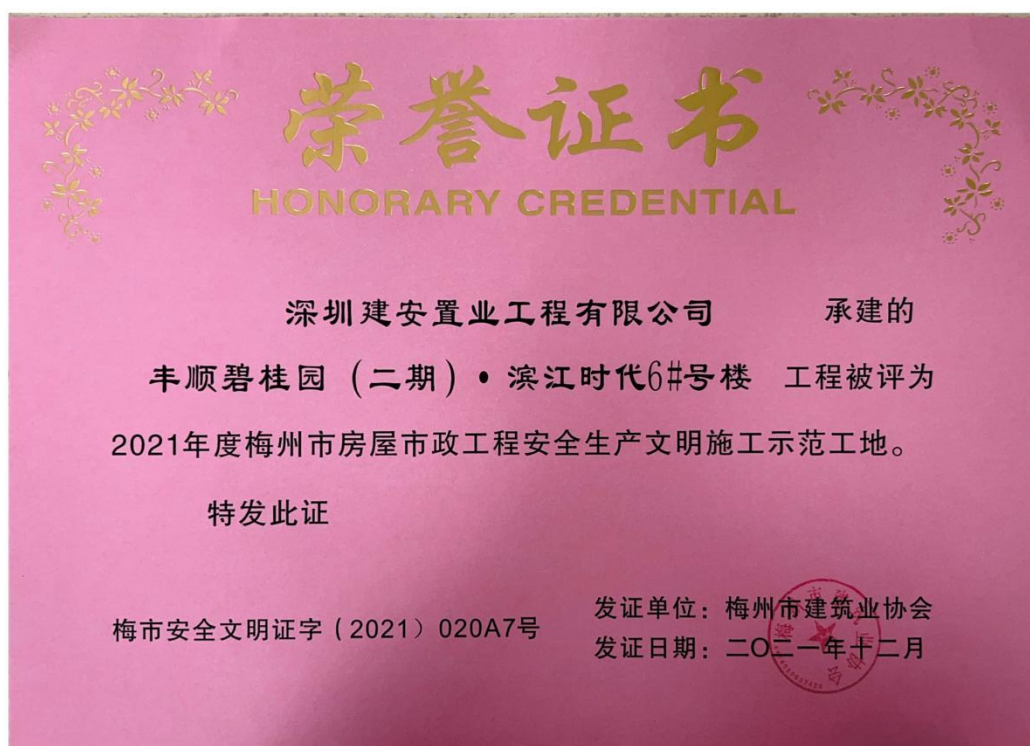 荣誉证书
HONORARY CREDENTIAL
深圳建安置业工程有限公司 承建的
丰顺碧桂园（二期）·滨江时代6#号楼 工程被评为
2021年度梅州市房屋市政工程安全生产文明施工示范工地。
特发此证
梅市安全文明证字（2021）020A7号
发证单位：梅州市建筑业协会
发证日期：二〇二一年十二月